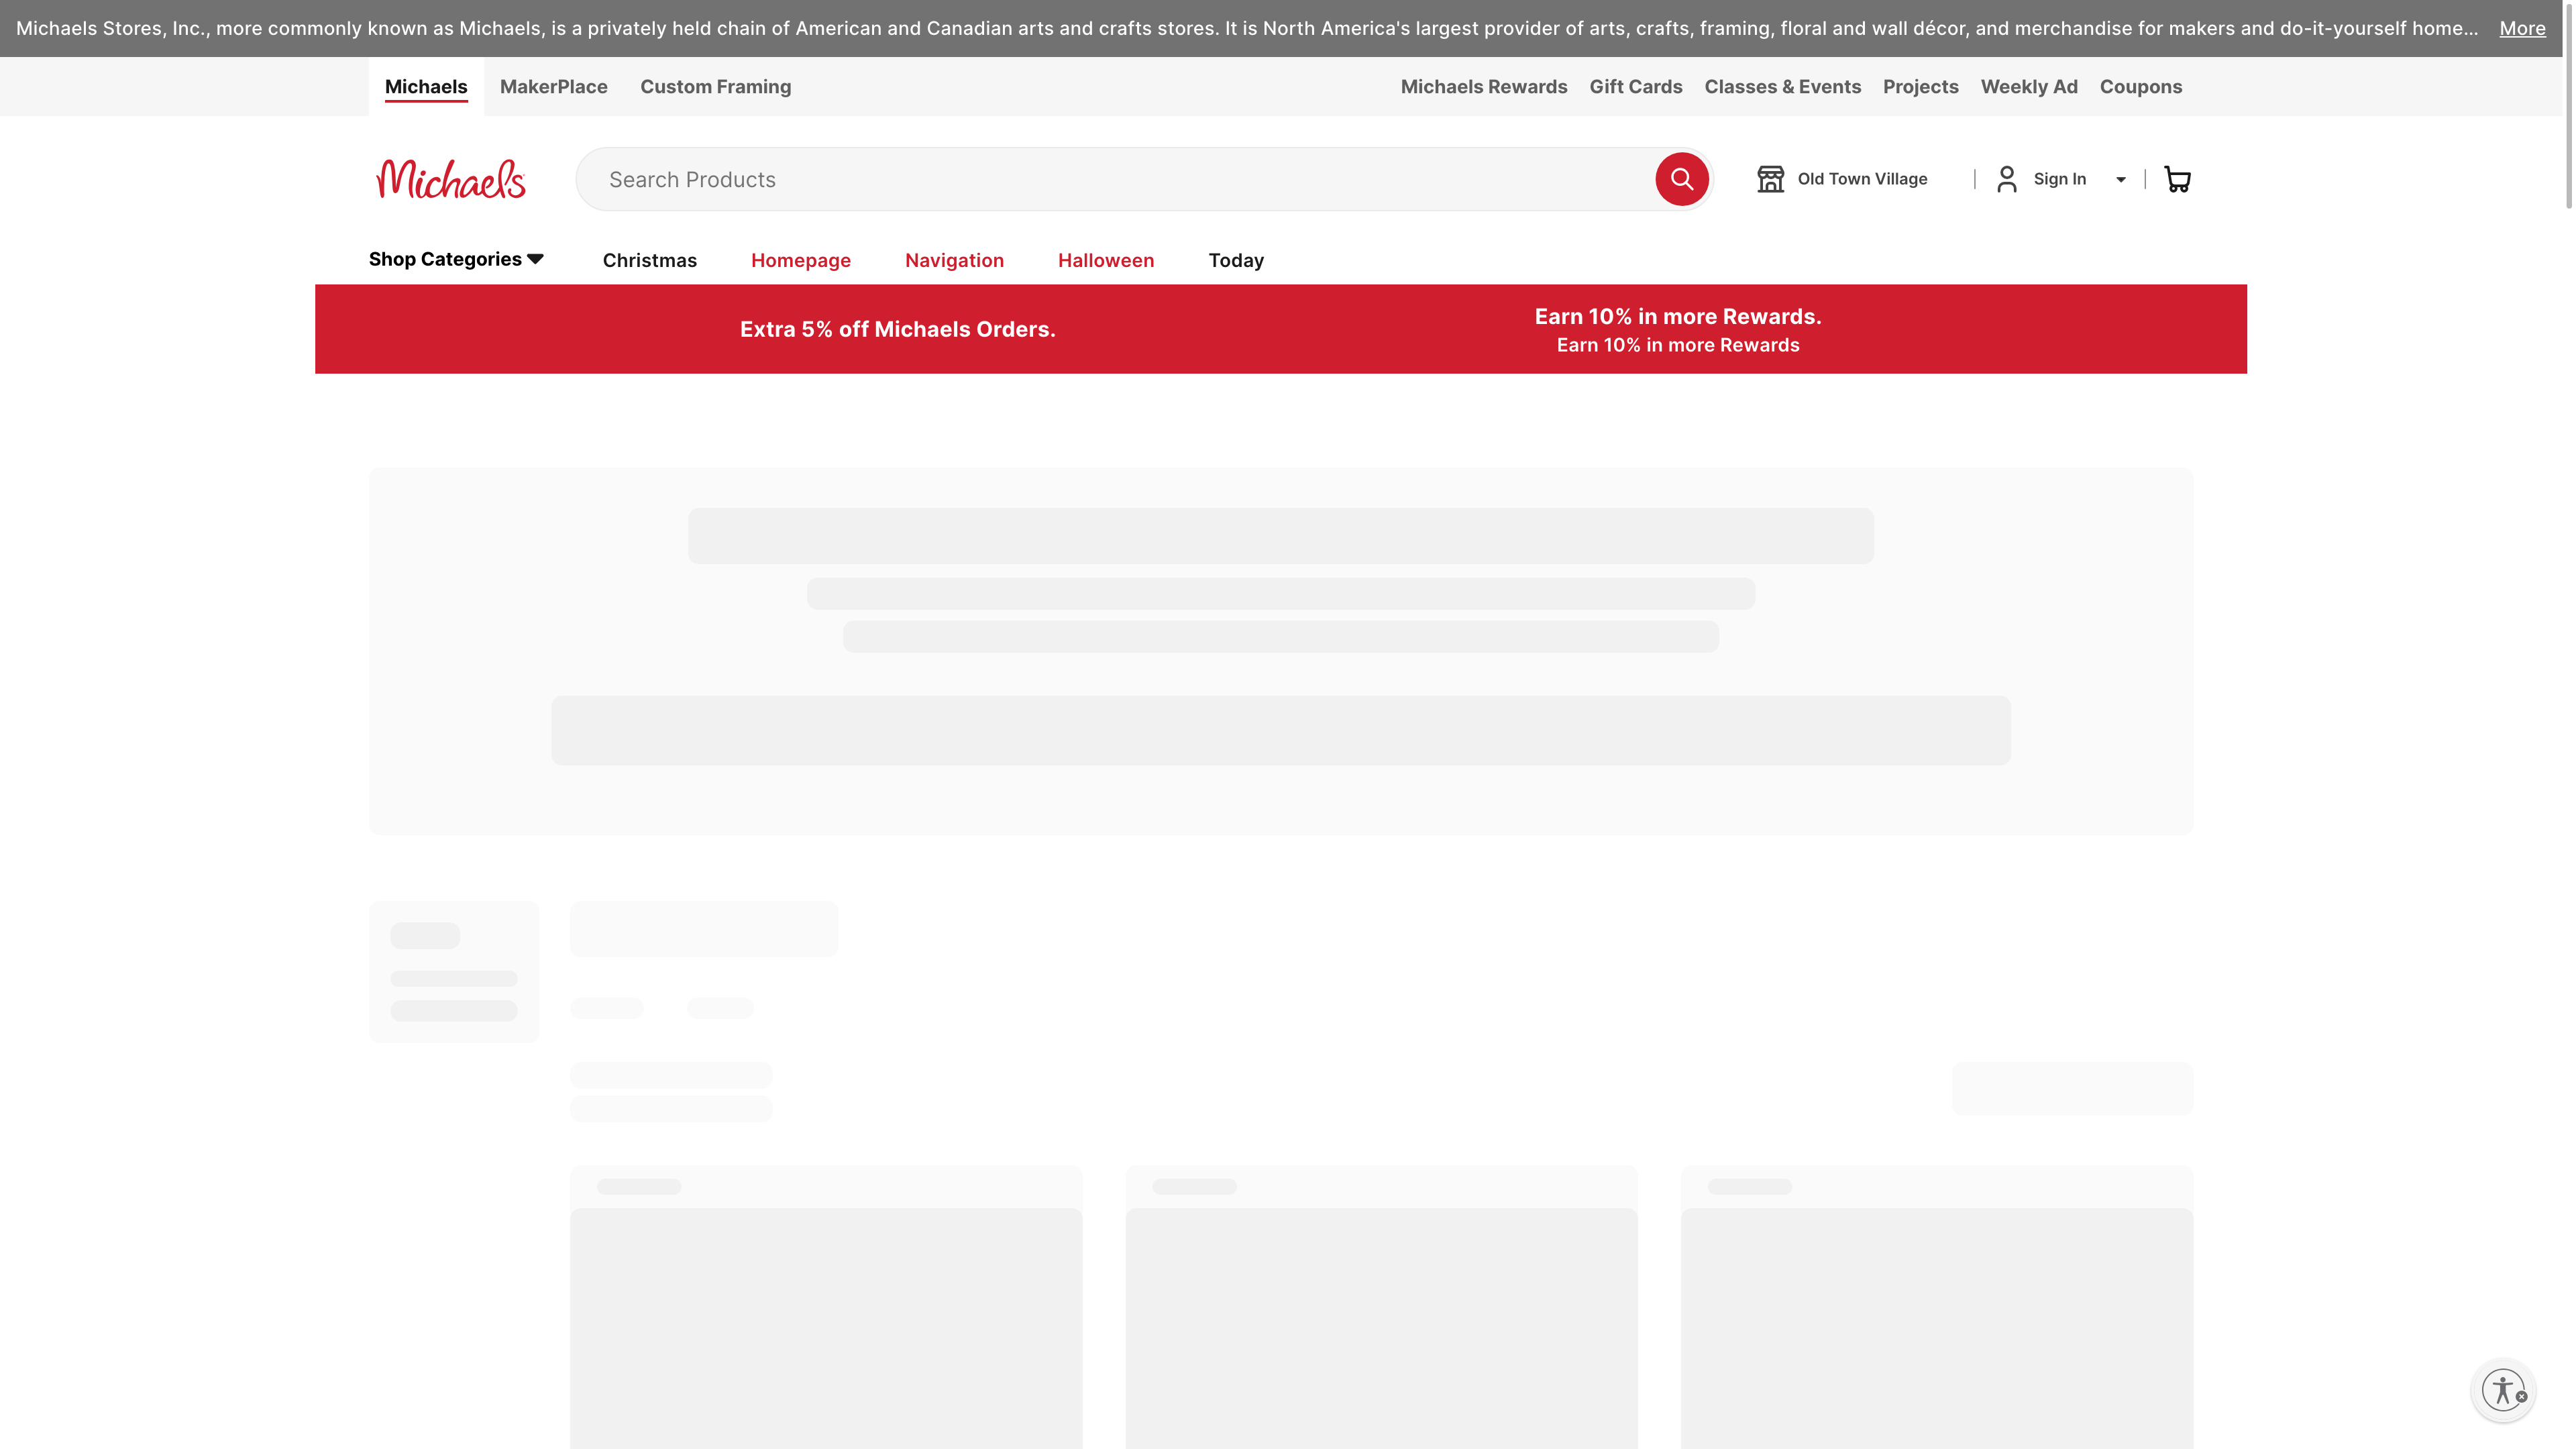 Michaels Stores, Inc., more commonly known as Michaels, is a privately held chain of American and Canadian arts and crafts stores. It is North America's largest provider of arts, crafts, framing, floral and wall décor, and merchandise for makers and do-it-yourself home... More
Michaels MakerPlace Custom Framing Michaels Rewards Gift Cards Classes & Events Projects Weekly Ad Coupons
Michaels Search Products Old Town Village Sign In
Shop Categories Christmas Homepage Navigation Halloween Today
Extra 5% off Michaels Orders.
Earn 10% in more Rewards.
Earn 10% in more Rewards